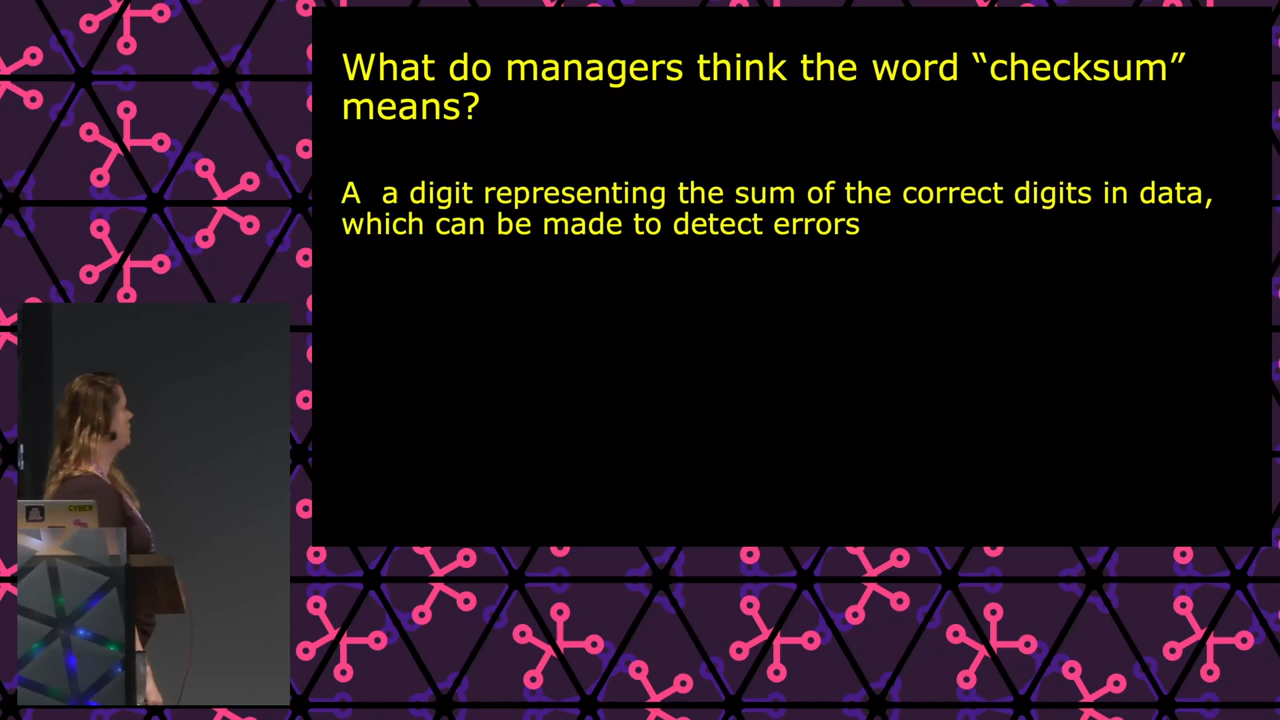 What do managers think the word “checksum”
means?
A  a digit representing the sum of the correct digits in data,
which can be made to detect errors
CYBER